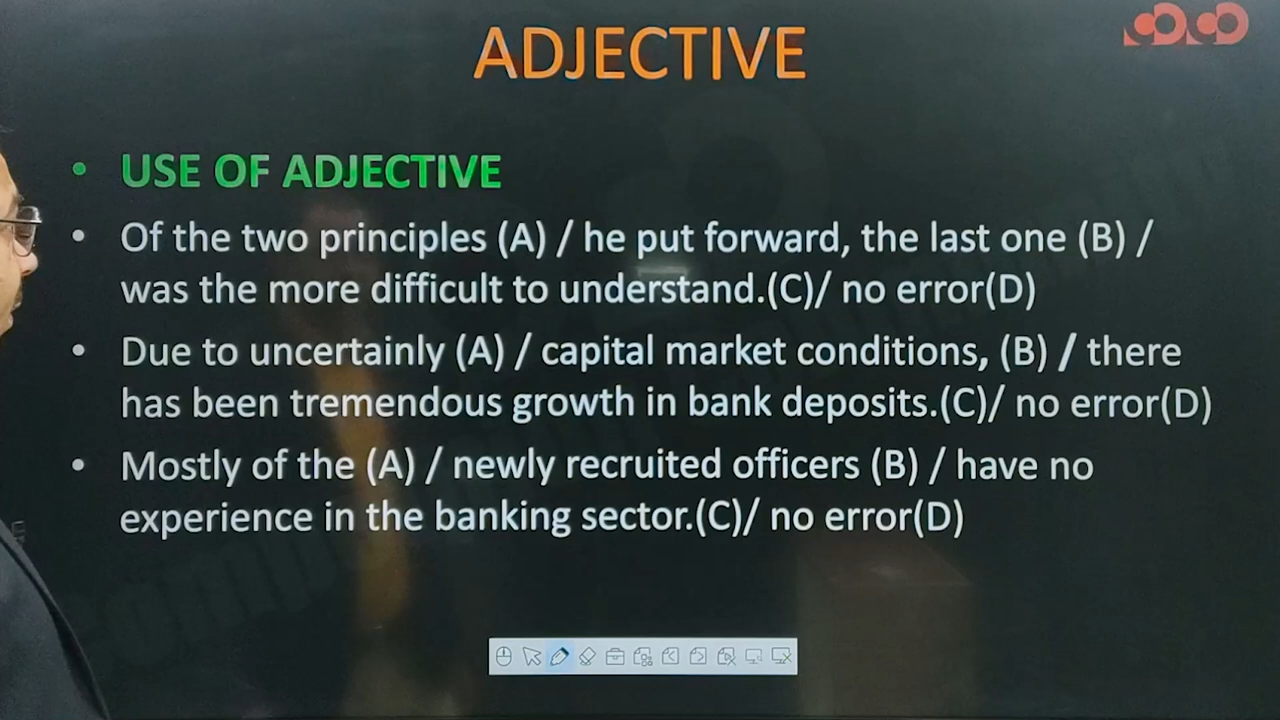 ADJECTIVE
• USE OF ADJECTIVE
• Of the two principles (A) / he put forward, the last one (B) /
was the more difficult to understand.(C)/ no error(D)
• Due to uncertainly (A) / capital market conditions, (B) / there
has been tremendous growth in bank deposits.(C)/ no error(D)
• Mostly of the (A) / newly recruited officers (B) / have no
experience in the banking sector.(C)/ no error(D)